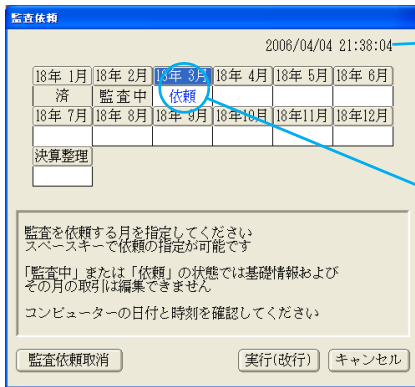 監査依頼
2006/04/04 21:38:04
18年 1月 18年 2月 18年 3月 18年 4月 18年 5月 18年 6月
済 監査中 依頼
18年 7月 18年 8月 18年 9月 18年10月 18年11月 18年12月
決算整理
監査を依頼する月を指定してください
スペースキーで依頼の指定が可能です
「監査中」または「依頼」の状態では基礎情報および
その月の取引は編集できません
コンピューターの日付と時刻を確認してください
監査依頼取消 実行(改行) キャンセル